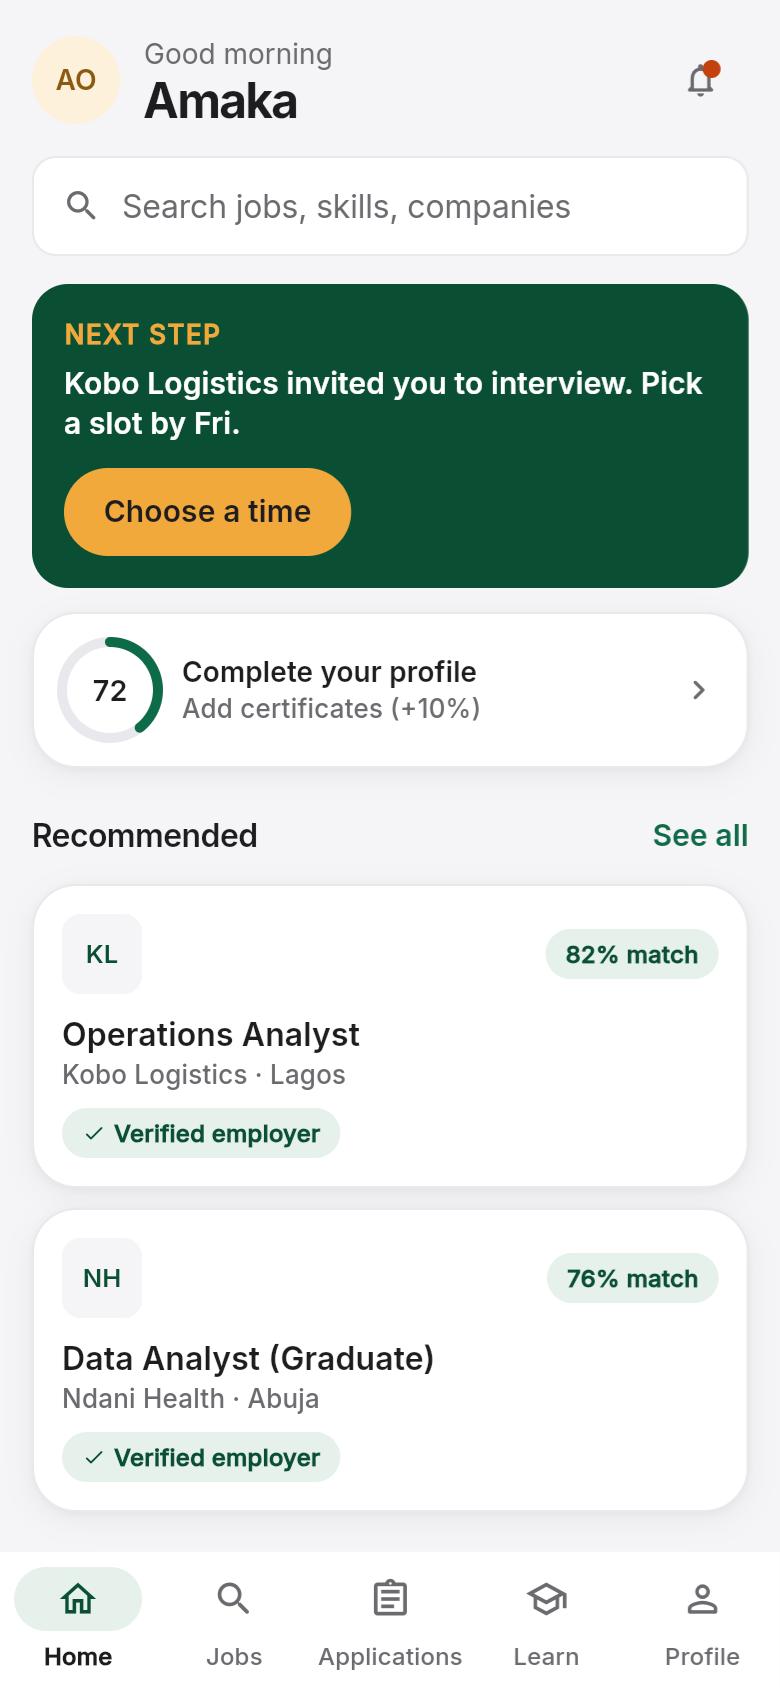 AO
Good morning
Amaka
Search jobs, skills, companies
NEXT STEP
Kobo Logistics invited you to interview. Pick
a slot by Fri.
Choose a time
72
Complete your profile
Add certificates (+10%)
Recommended
See all
KL
82% match
Operations Analyst
Kobo Logistics · Lagos
✓ Verified employer
NH
76% match
Data Analyst (Graduate)
Ndani Health · Abuja
✓ Verified employer
Home
Jobs
Applications
Learn
Profile